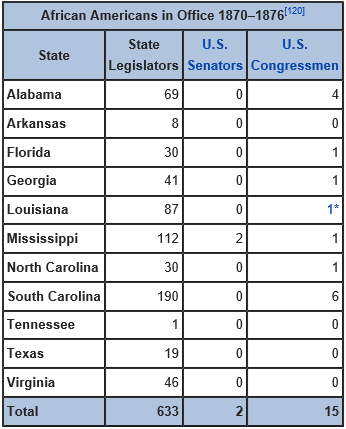 African Americans in Office 1870–1876[120]
State State Legislators U.S. Senators U.S. Congressmen
Alabama 69 0 4
Arkansas 8 0 0
Florida 30 0 1
Georgia 41 0 1
Louisiana 87 0 1*
Mississippi 112 2 1
North Carolina 30 0 1
South Carolina 190 0 6
Tennessee 1 0 0
Texas 19 0 0
Virginia 46 0 0
Total 633 2 15